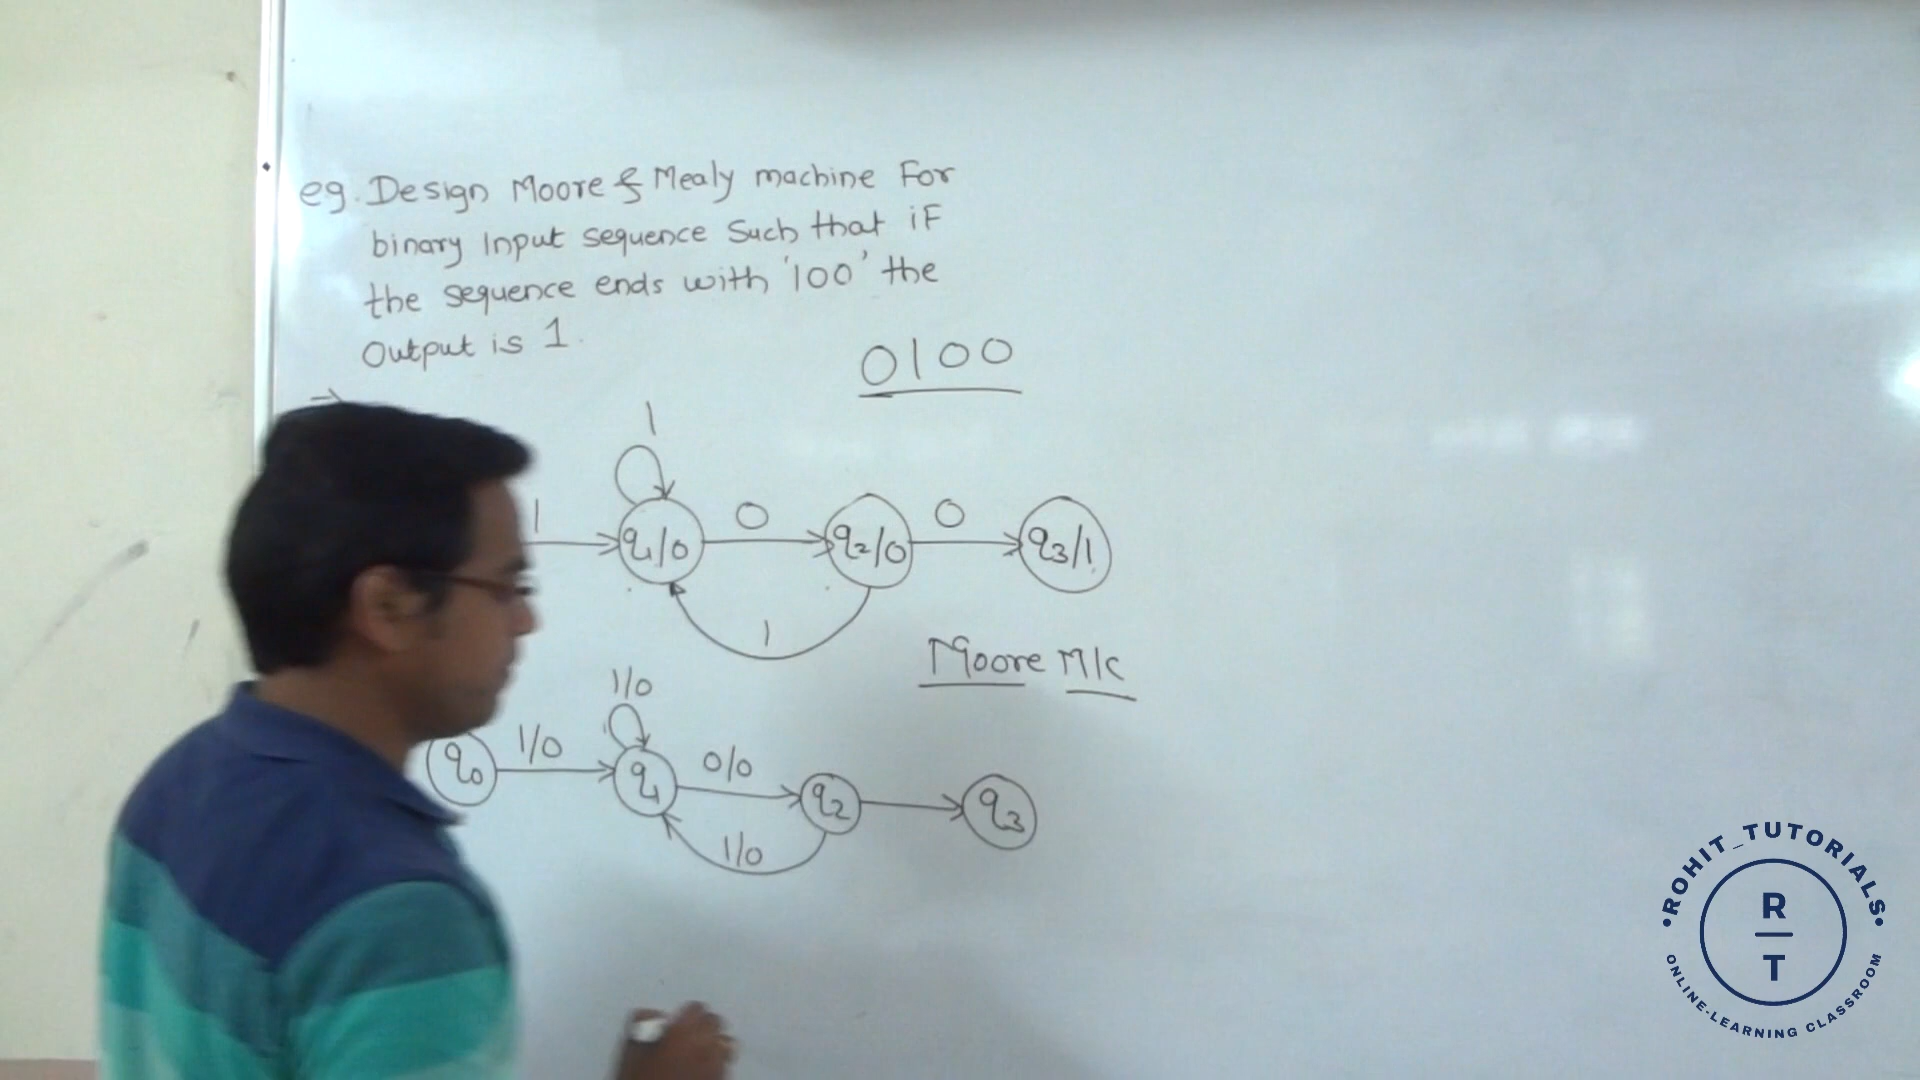 eg. Design Moore & Mealy machine For
binary Input sequence Such that iF
the sequence ends with '100' the
Output is 1.
0100
1
1 q1/0 0 q2/0 0 q3/1
1
Moore M/c
1/0
q0 1/0 q1 0/0 q2 q3
1/0
ROHIT_TUTORIALS
R
T
ONLINE-LEARNING CLASSROOM